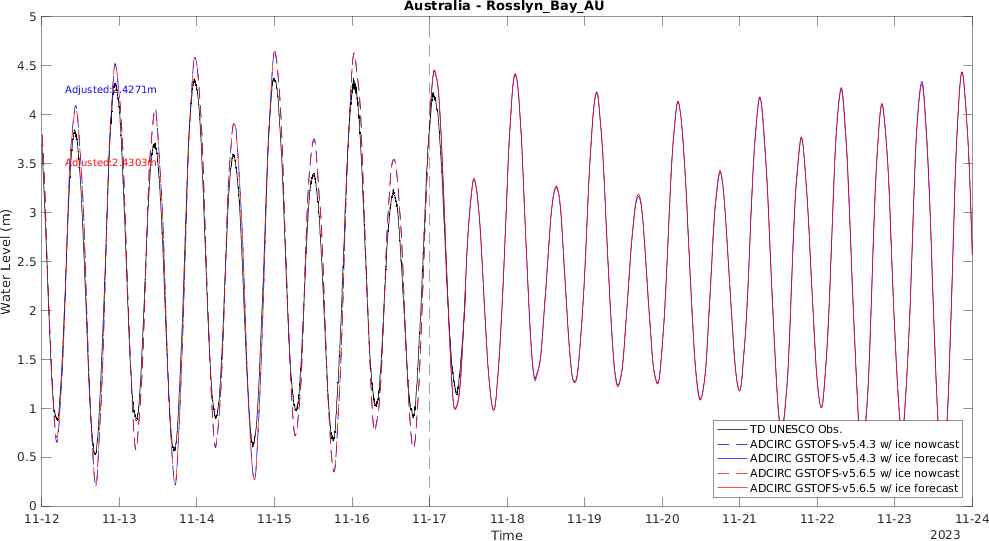 Australia - Rosslyn_Bay_AU
5
4.5
4
3.5
3
2.5
2
1.5
1
0.5
0
Water Level (m)
Adjusted:2.4271m
Adjusted:2.4303m
TD UNESCO Obs.
ADCIRC GSTOFS-v5.4.3 w/ ice nowcast
ADCIRC GSTOFS-v5.4.3 w/ ice forecast
ADCIRC GSTOFS-v5.6.5 w/ ice nowcast
ADCIRC GSTOFS-v5.6.5 w/ ice forecast
11-12 11-13 11-14 11-15 11-16 11-17 11-18 11-19 11-20 11-21 11-22 11-23 11-24
Time
2023